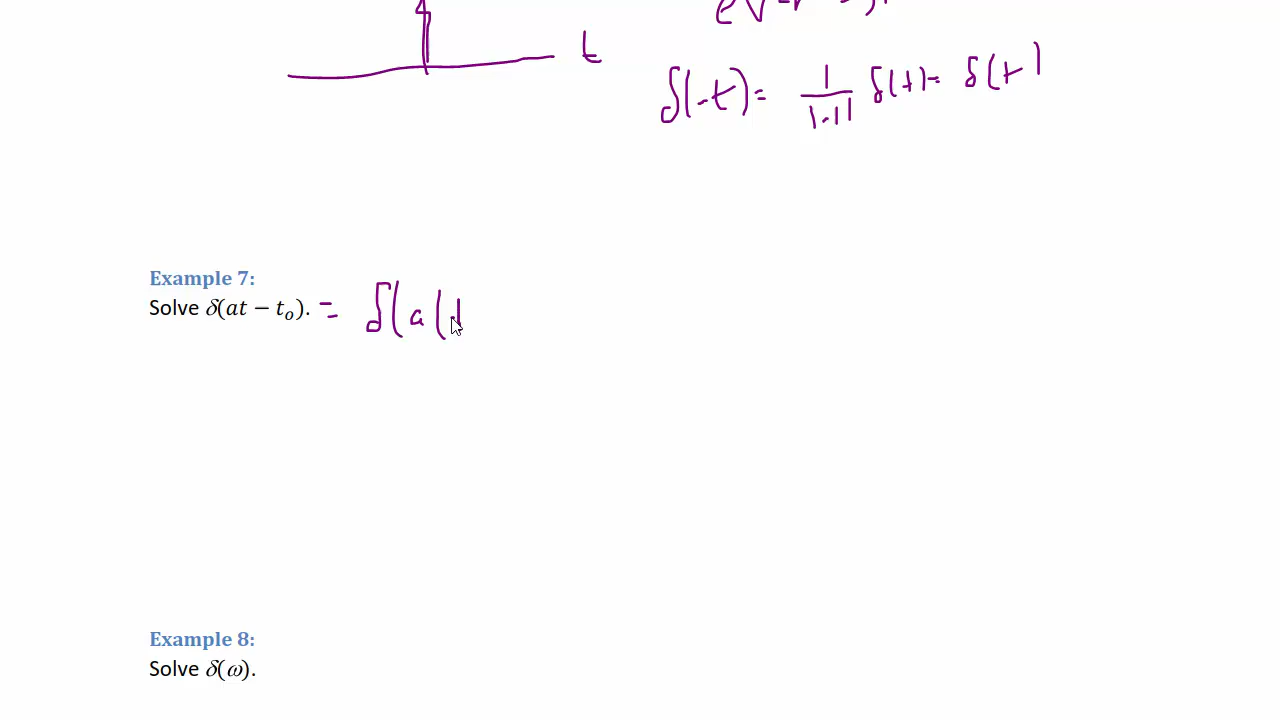 t
δ(-t) = 1/|-1| δ(t) = δ(t)
Example 7:
Solve δ(at − tₒ). = δ(a(t
Example 8:
Solve δ(ω).